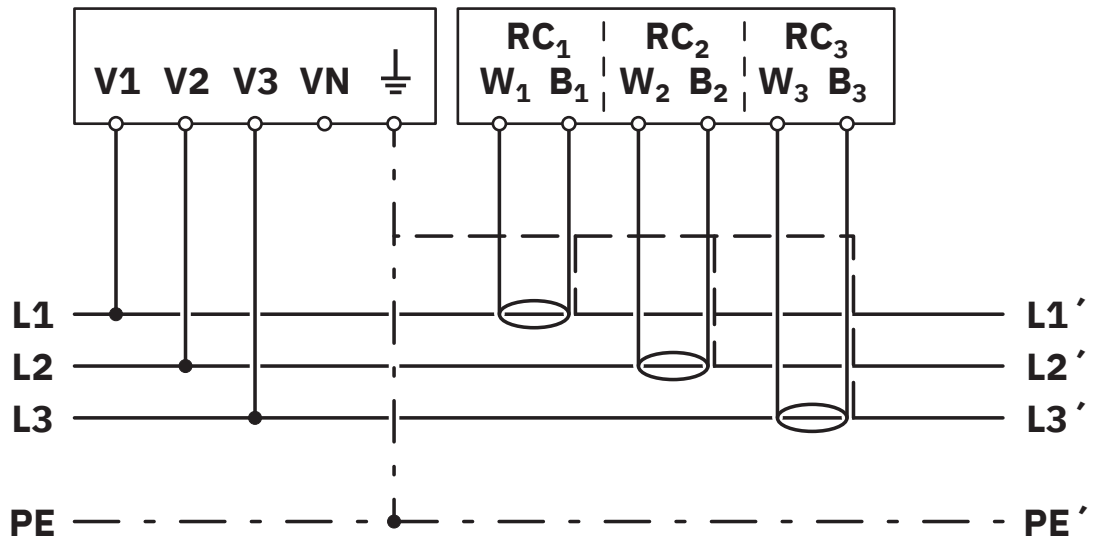 RC₁ RC₂ RC₃
V1 V2 V3 VN W₁ B₁ W₂ B₂ W₃ B₃
L1 L1´
L2 L2´
L3 L3´
PE PE´